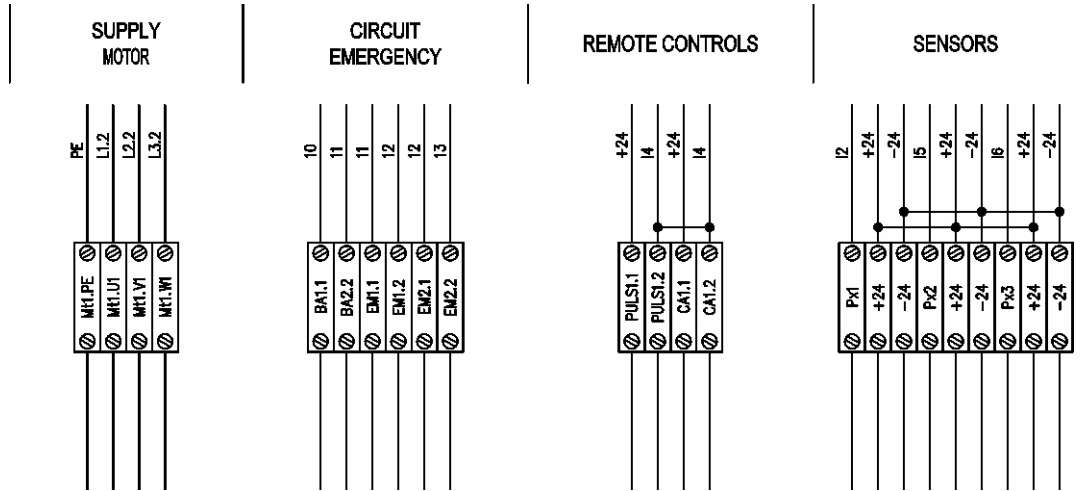 SUPPLY
MOTOR
CIRCUIT
EMERGENCY
REMOTE CONTROLS
SENSORS
PE
L1.2
L2.2
L3.2
10
11
11
12
12
13
+24
I4
+24
I4
I2
+24
-24
I5
+24
-24
I6
+24
-24
Mt1.PE
Mt1.U1
Mt1.V1
Mt1.W1
BA1.1
BA2.2
EM1.1
EM1.2
EM2.1
EM2.2
PULS1.1
PULS1.2
CA1.1
CA1.2
Px1
+24
-24
Px2
+24
-24
Px3
+24
-24